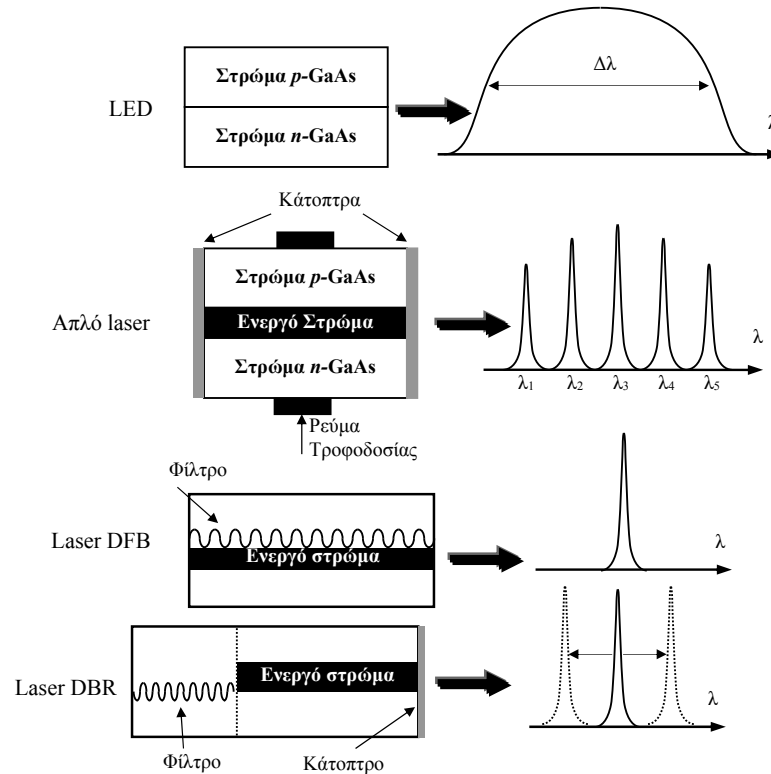 Στρώμα p-GaAs
Δλ
LED
Στρώμα n-GaAs
λ
Κάτοπτρα
Στρώμα p-GaAs
Απλό laser
Ενεργό Στρώμα
λ
Στρώμα n-GaAs
λ1 λ2 λ3 λ4 λ5
Ρεύμα
Τροφοδοσίας
Φίλτρο
Laser DFB
Ενεργό στρώμα
λ
Laser DBR
Ενεργό στρώμα
λ
Φίλτρο
Κάτοπτρο